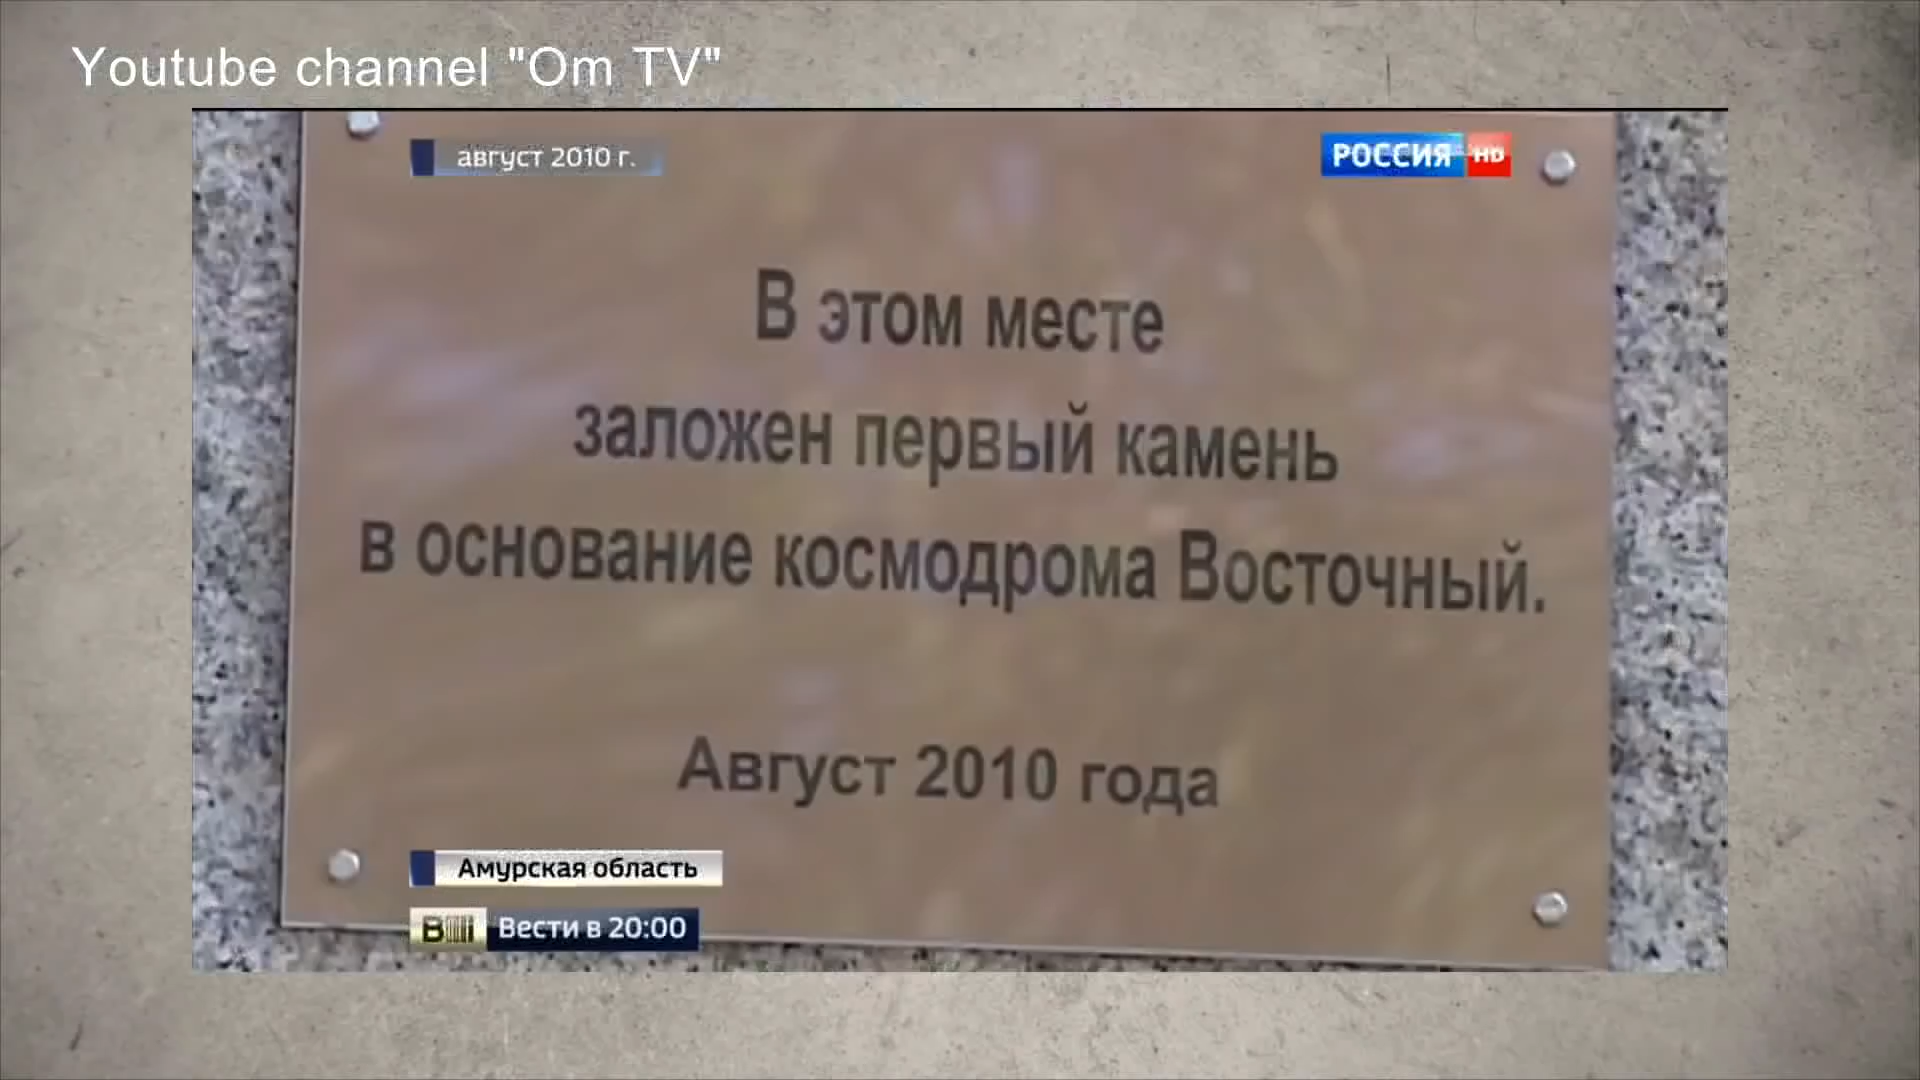 Youtube channel "Om TV"
август 2010 г.
РОССИЯ HD
В этом месте
заложен первый камень
в основание космодрома Восточный.
Август 2010 года
Амурская область
В Вести в 20:00